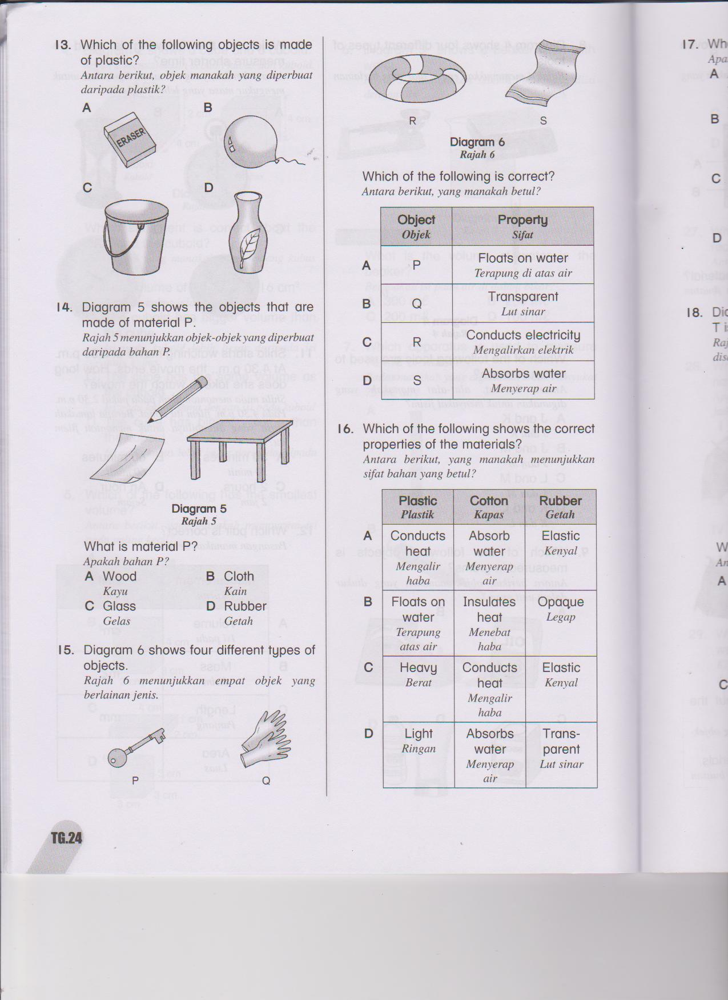 13. Which of the following objects is made
of plastic?
Antara berikut, objek manakah yang diperbuat
daripada plastik?
A
B
ERASER
C
D
14. Diagram 5 shows the objects that are
made of material P.
Rajah 5 menunjukkan objek-objek yang diperbuat
daripada bahan P.
Diagram 5
Rajah 5
What is material P?
Apakah bahan P?
A Wood
Kayu
B Cloth
Kain
C Glass
Gelas
D Rubber
Getah
15. Diagram 6 shows four different types of
objects.
Rajah 6 menunjukkan empat objek yang
berlainan jenis.
P
Q
TG.24
R
S
Diagram 6
Rajah 6
Which of the following is correct?
Antara berikut, yang manakah betul?
Object Property
Objek Sifat
A P Floats on water
Terapung di atas air
B Q Transparent
Lut sinar
C R Conducts electricity
Mengalirkan elektrik
D S Absorbs water
Menyerap air
16. Which of the following shows the correct
properties of the materials?
Antara berikut, yang manakah menunjukkan
sifat bahan yang betul?
Plastic Cotton Rubber
Plastik Kapas Getah
A Conducts Absorb Elastic
heat water Kenyal
Mengalir Menyerap
haba air
B Floats on Insulates Opaque
water heat Legap
Terapung Menebat
atas air haba
C Heavy Conducts Elastic
Berat heat Kenyal
Mengalir
haba
D Light Absorbs Trans-
Ringan water parent
Menyerap Lut sinar
air
17. Wh
Apa
A
B
C
D
18.
T
Raj
dis
W
An
A
C